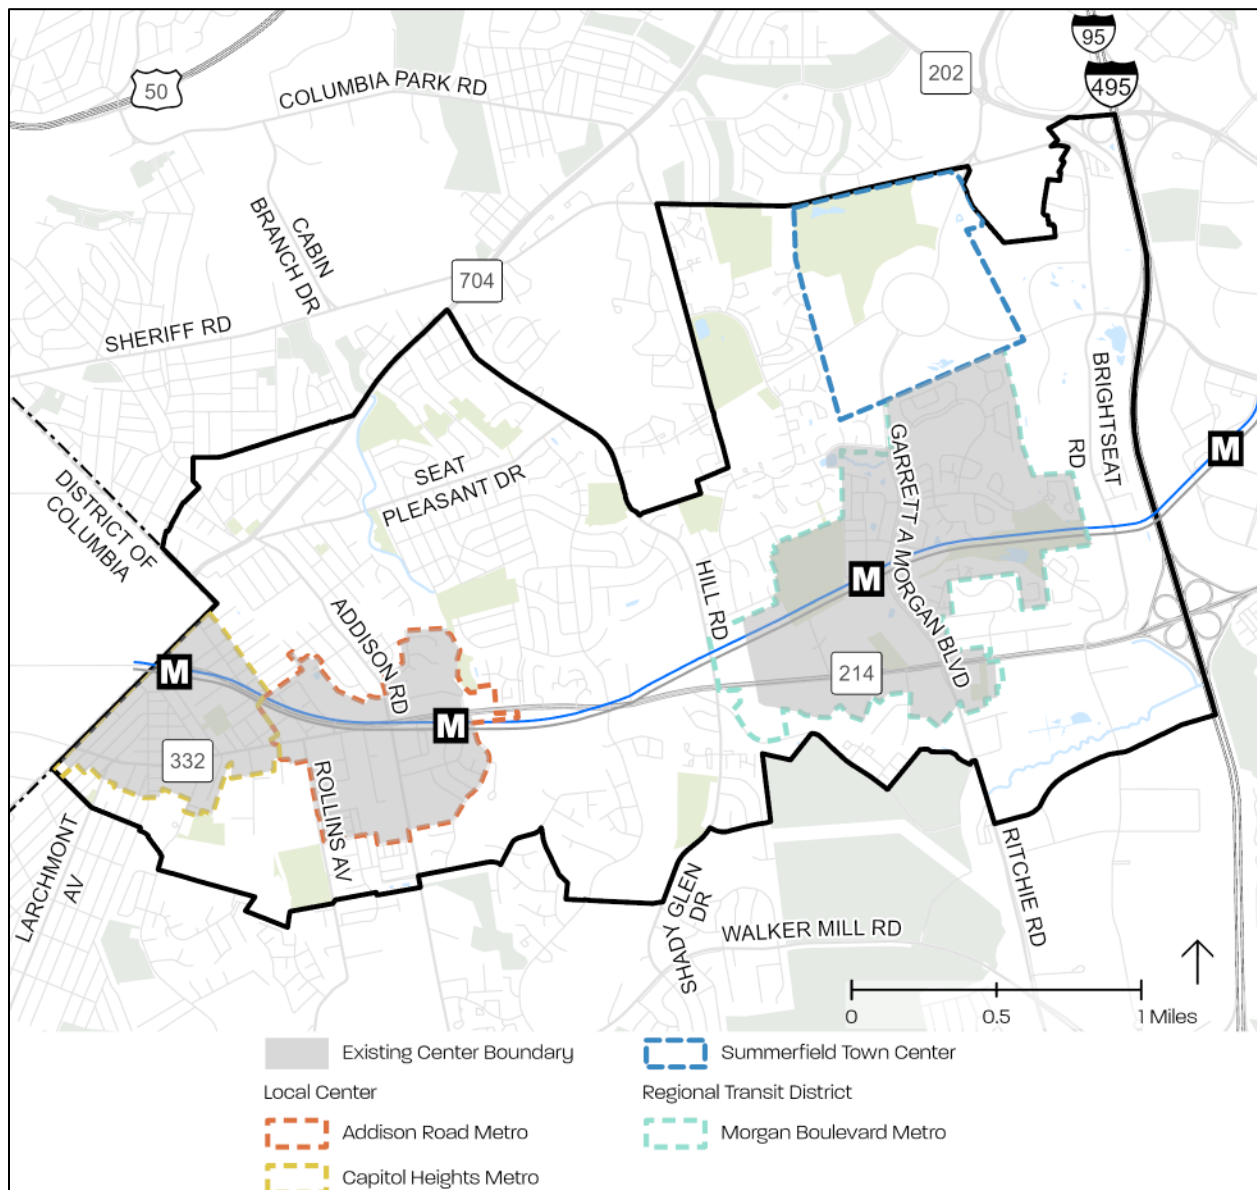 95
495
202
50
COLUMBIA PARK RD
CABIN
BRANCH DR
704
SHERIFF RD
BRIGHTSEAT
RD
GARRETT A MORGAN BLVD
M
SEAT
PLEASANT DR
DISTRICT OF
COLUMBIA
HILL RD
M
ADDISON RD
M
214
M
332
ROLLINS AV
LARCHMONT
AV
SHADY GLEN
DR
RITCHIE RD
WALKER MILL RD
0 0.5 1 Miles
Existing Center Boundary
Summerfield Town Center
Local Center
Regional Transit District
Addison Road Metro
Morgan Boulevard Metro
Capitol Heights Metro